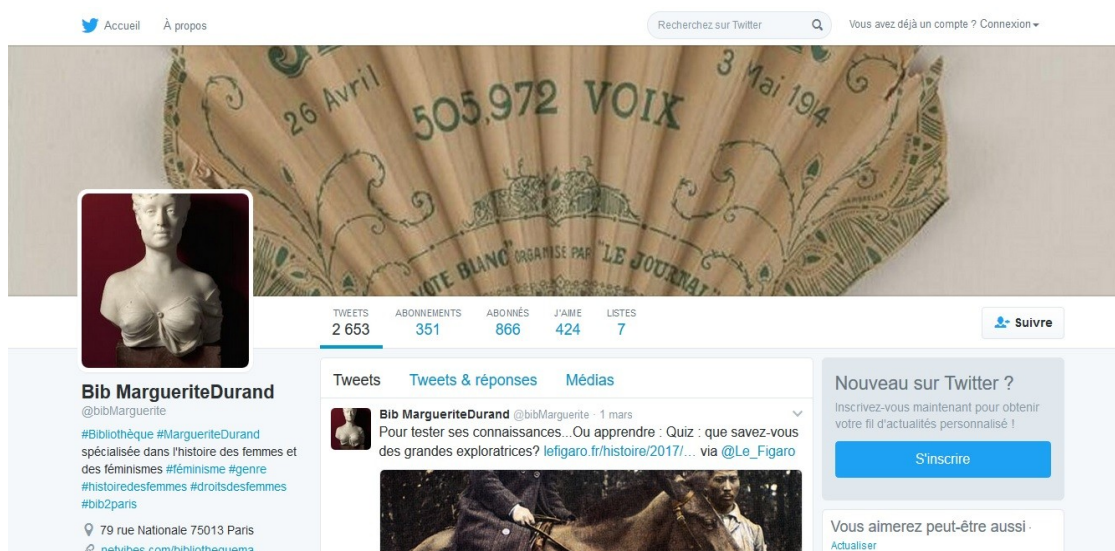 Accueil À propos
Recherchez sur Twitter
Vous avez déjà un compte ? Connexion
26 Avril 505,972 VOIX 3 Mai 1914
VOTE BLANC" ORGANISÉ PAR "LE JOURNAL"
TWEETS ABONNEMENTS ABONNÉS J'AIME LISTES
2 653 351 866 424 7
Suivre
Bib MargueriteDurand
@bibMarguerite
#Bibliothèque #MargueriteDurand
spécialisée dans l'histoire des femmes et
des féminismes #féminisme #genre
#histoiredesfemmes #droitsdesfemmes
#bib2paris
79 rue Nationale 75013 Paris
netvibes.com/bibliothequema
Tweets Tweets & réponses Médias
Bib MargueriteDurand @bibMarguerite · 1 mars
Pour tester ses connaissances...Ou apprendre : Quiz : que savez-vous
des grandes exploratrices? lefigaro.fr/histoire/2017/... via @Le_Figaro
Nouveau sur Twitter ?
Inscrivez-vous maintenant pour obtenir
votre fil d'actualités personnalisé !
S'inscrire
Vous aimerez peut-être aussi ·
Actualiser